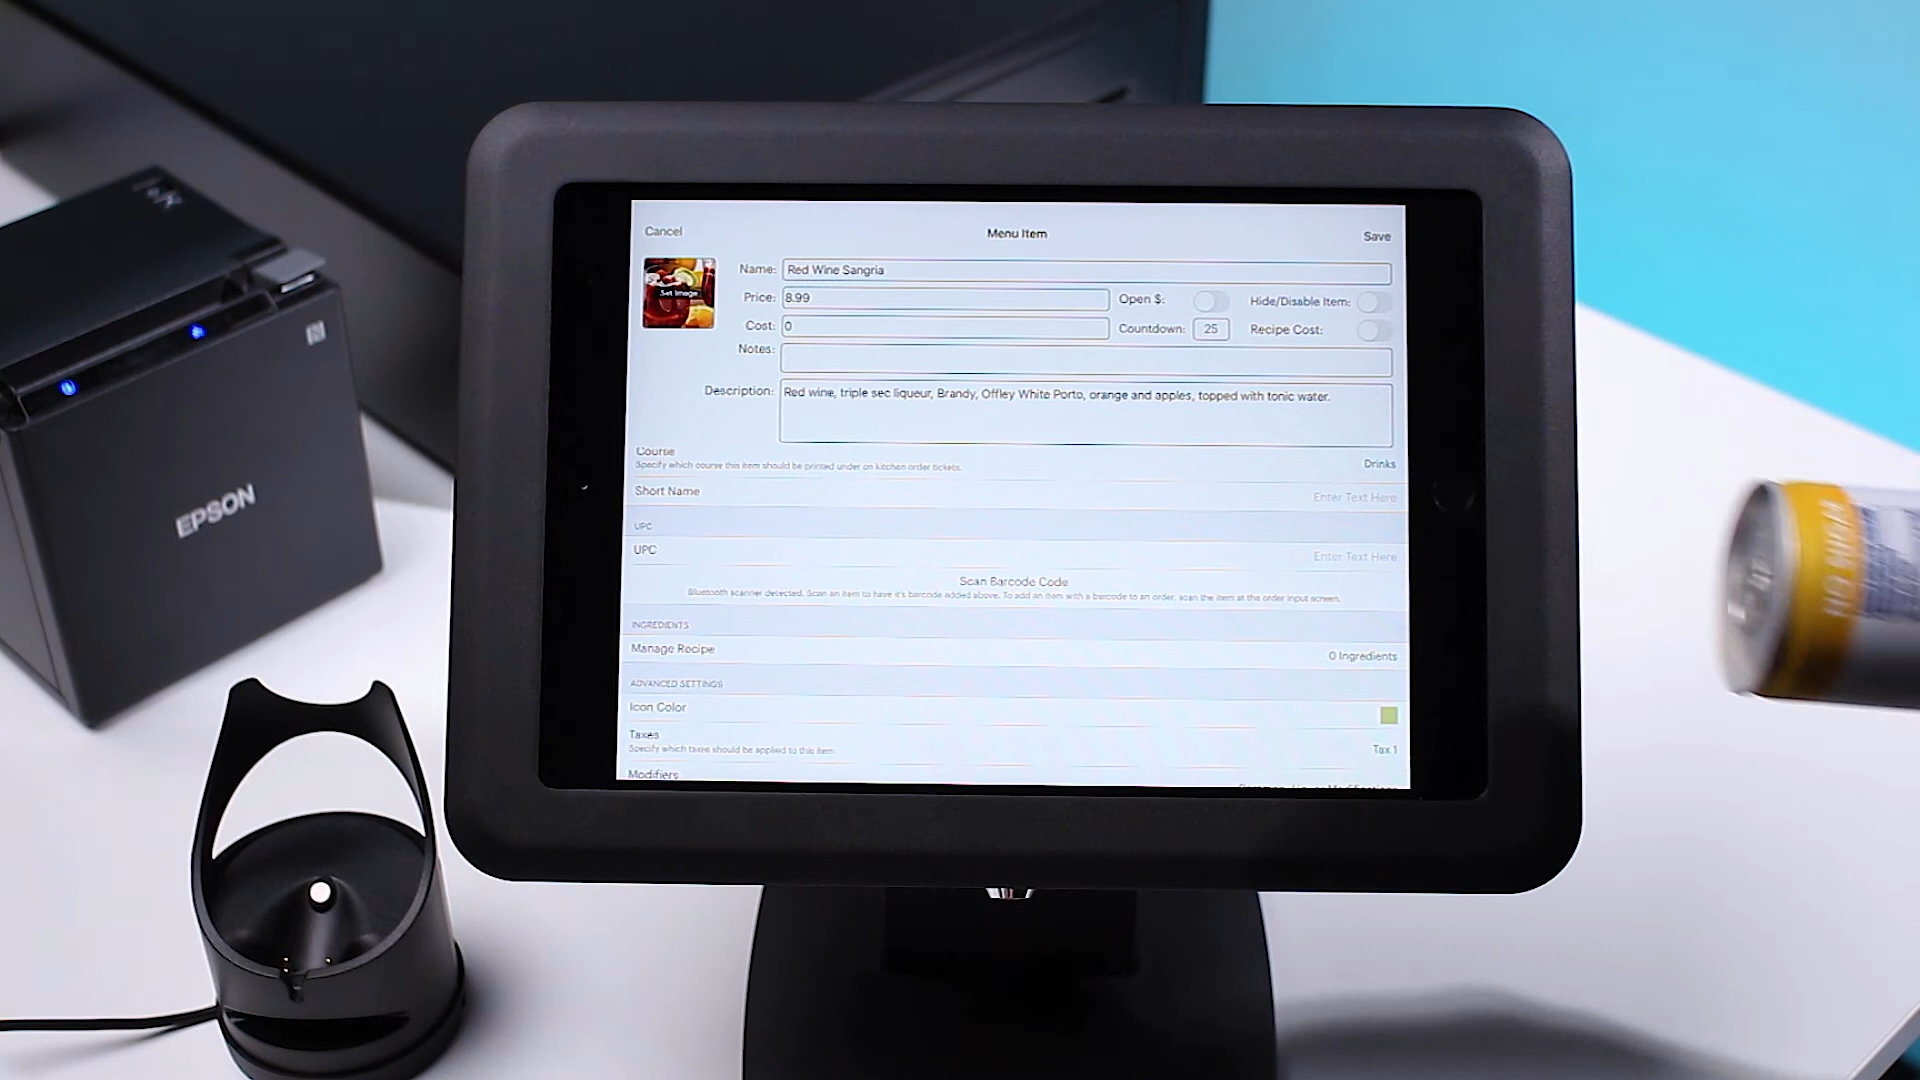 Cancel
Menu Item
Save
Set Image
Name: Red Wine Sangria
Price: 8.99
Open $:
Hide/Disable Item:
Cost: 0
Countdown: 25
Recipe Cost:
Notes:
Description: Red wine, triple sec liqueur, Brandy, Offley White Porto, orange and apples, topped with tonic water.
Course
Specify which course this item should be printed under on kitchen order tickets.
Drinks
Short Name
Enter Text Here
UPC
UPC
Enter Text Here
Scan Barcode Code
Bluetooth scanner detected. Scan an item to have it's barcode added above. To add an item with a barcode to an order, scan the item at the order input screen.
INGREDIENTS
Manage Recipe
0 Ingredients
ADVANCED SETTINGS
Icon Color
Taxes
Specify which taxes should be applied to this item.
Tax 1
Modifiers
EPSON